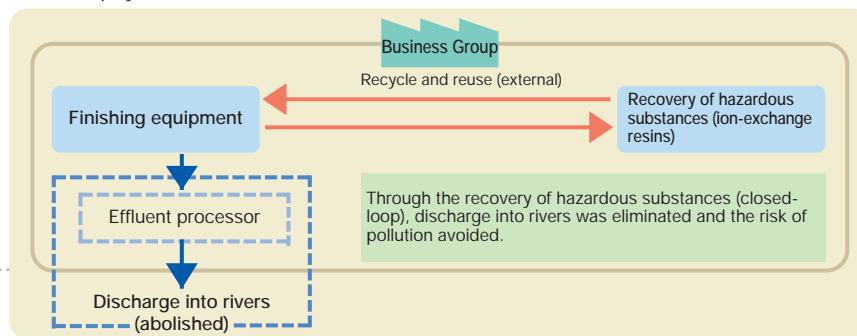 Business Group
Recycle and reuse (external)
Finishing equipment
Recovery of hazardous
substances (ion-exchange
resins)
Effluent processor
Through the recovery of hazardous substances (closed-
loop), discharge into rivers was eliminated and the risk of
pollution avoided.
Discharge into rivers
(abolished)